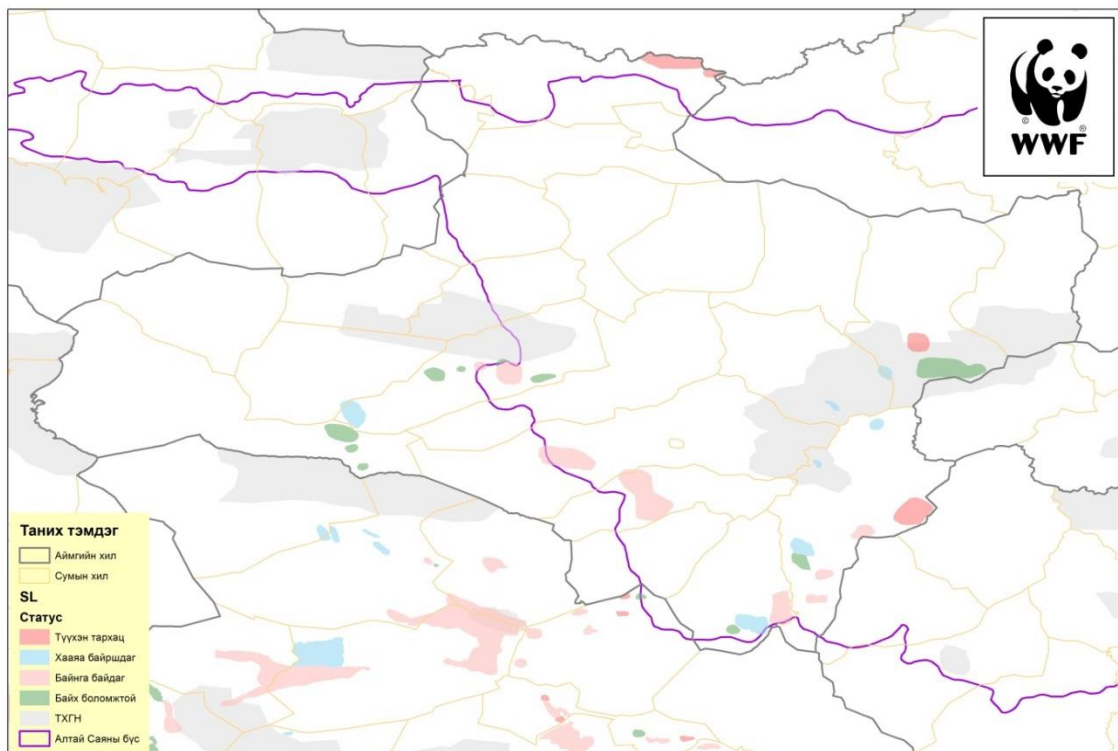 ©
®
WWF
Таних тэмдэг
Аймгийн хил
Сумын хил
SL
Статус
Түүхэн тархац
Хааяа байршдаг
Байнга байдаг
Байх боломжтой
ТХГН
Алтай Саяны бүс